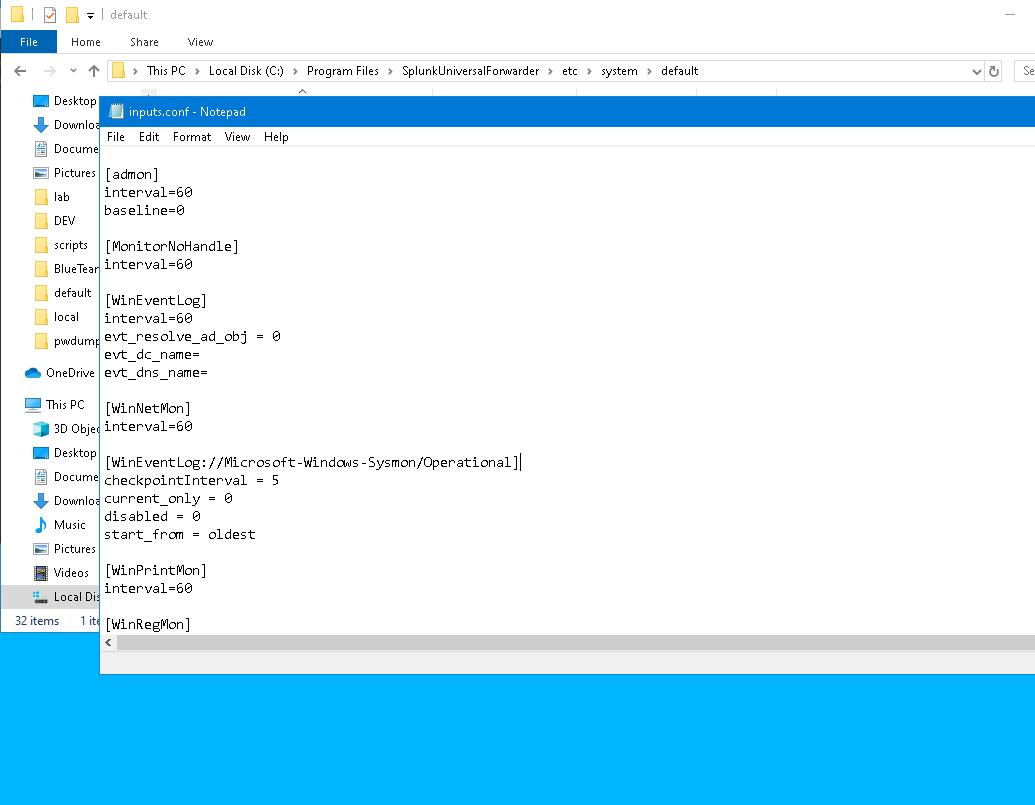 default
File Home Share View
This PC Local Disk (C:) Program Files SplunkUniversalForwarder etc system default
Se
Desktop
Downloa
Docume
Pictures
lab
DEV
scripts
BlueTear
default
local
pwdump
OneDrive
This PC
3D Objec
Desktop
Docume
Downloa
Music
Pictures
Videos
Local Dis
32 items 1 ite
inputs.conf - Notepad
File Edit Format View Help
[admon]
interval=60
baseline=0
[MonitorNoHandle]
interval=60
[WinEventLog]
interval=60
evt_resolve_ad_obj = 0
evt_dc_name=
evt_dns_name=
[WinNetMon]
interval=60
[WinEventLog://Microsoft-Windows-Sysmon/Operational]
checkpointInterval = 5
current_only = 0
disabled = 0
start_from = oldest
[WinPrintMon]
interval=60
[WinRegMon]